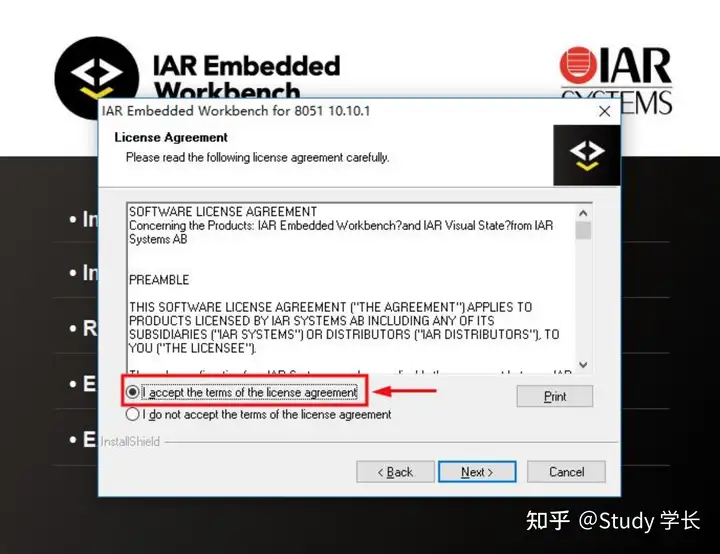 IAR Embedded
Workbench
IAR
SYSTEMS
IAR Embedded Workbench for 8051 10.10.1
License Agreement
Please read the following license agreement carefully.
SOFTWARE LICENSE AGREEMENT
Concerning the Products: IAR Embedded Workbench?and IAR Visual State?from IAR
Systems AB
PREAMBLE
THIS SOFTWARE LICENSE AGREEMENT ("THE AGREEMENT") APPLIES TO
PRODUCTS LICENSED BY IAR SYSTEMS AB INCLUDING ANY OF ITS
SUBSIDIARIES ("IAR SYSTEMS") OR DISTRIBUTORS ("IAR DISTRIBUTORS"), TO
YOU ("THE LICENSEE").
I accept the terms of the license agreement
Print
I do not accept the terms of the license agreement
InstallShield
< Back
Next >
Cancel
• In
• In
• R
• E
• E
知乎 @Study 学长